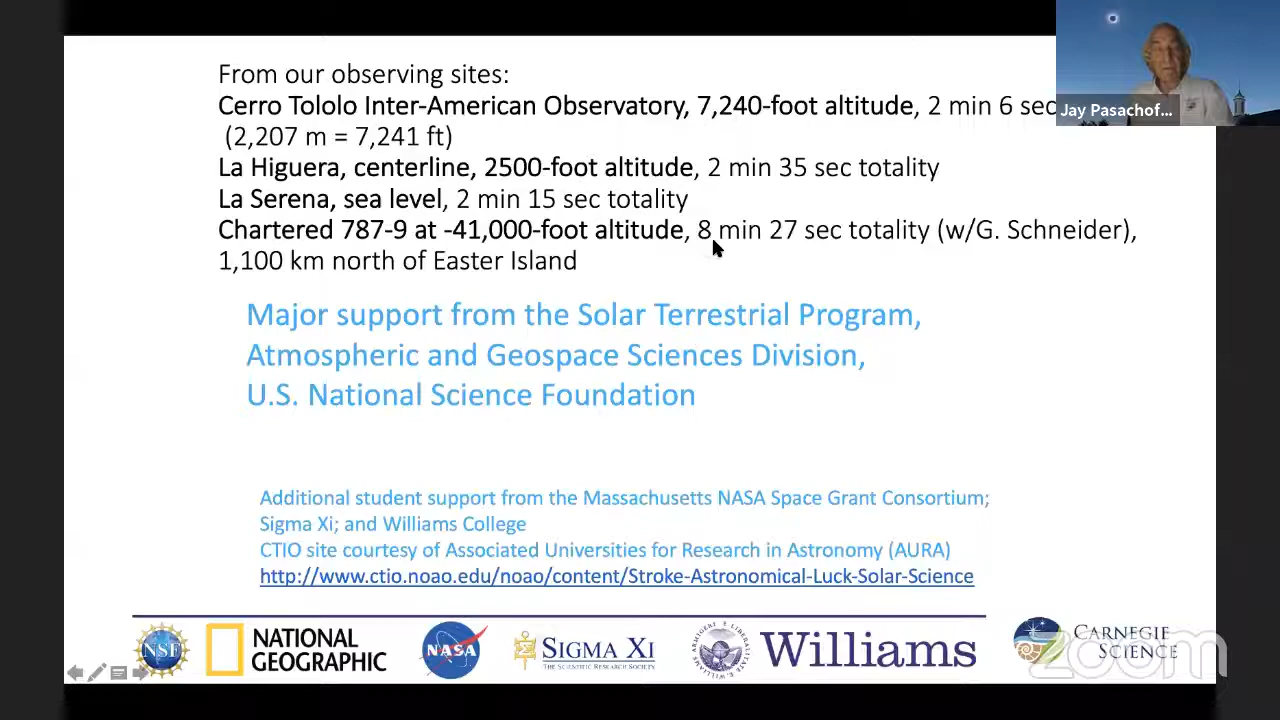 From our observing sites:
Cerro Tololo Inter-American Observatory, 7,240-foot altitude, 2 min 6 sec
(2,207 m = 7,241 ft)
La Higuera, centerline, 2500-foot altitude, 2 min 35 sec totality
La Serena, sea level, 2 min 15 sec totality
Chartered 787-9 at -41,000-foot altitude, 8 min 27 sec totality (w/G. Schneider),
1,100 km north of Easter Island
Jay Pasachof...
Major support from the Solar Terrestrial Program,
Atmospheric and Geospace Sciences Division,
U.S. National Science Foundation
Additional student support from the Massachusetts NASA Space Grant Consortium;
Sigma Xi; and Williams College
CTIO site courtesy of Associated Universities for Research in Astronomy (AURA)
http://www.ctio.noao.edu/noao/content/Stroke-Astronomical-Luck-Solar-Science
NSF
NATIONAL
GEOGRAPHIC
NASA
SIGMA XI
THE SCIENTIFIC RESEARCH SOCIETY
Williams
CARNEGIE
SCIENCE
zoom